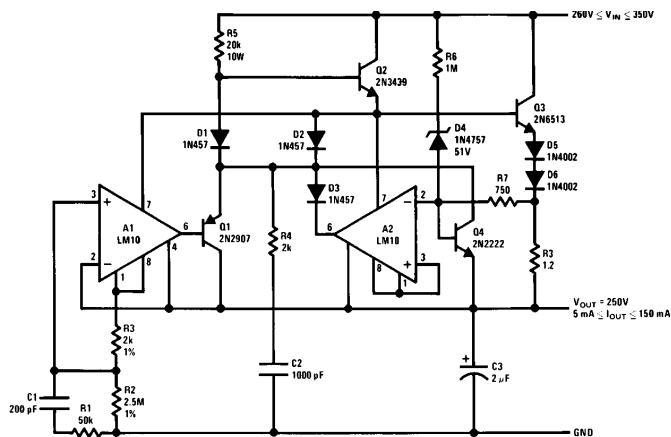 260V ≤ VIN ≤ 350V
R5
20k
10W
R6
1M
Q2
2N3439
Q3
2N6513
D1
1N457
D2
1N457
D4
1N4757
51V
D5
1N4002
D3
1N457
R7
750
D6
1N4002
3
+
7
A1
LM10
6
2
−
1
8
4
Q1
2N2907
R4
2k
7
−
2
6
A2
LM10
8
+
3
1
Q4
2N2222
R3
1.2
VOUT = 250V
5 mA ≤ IOUT ≤ 150 mA
R3
2k
1%
C2
1000 pF
+
C3
2 μF
C1
200 pF
R1
50k
R2
2.5M
1%
GND